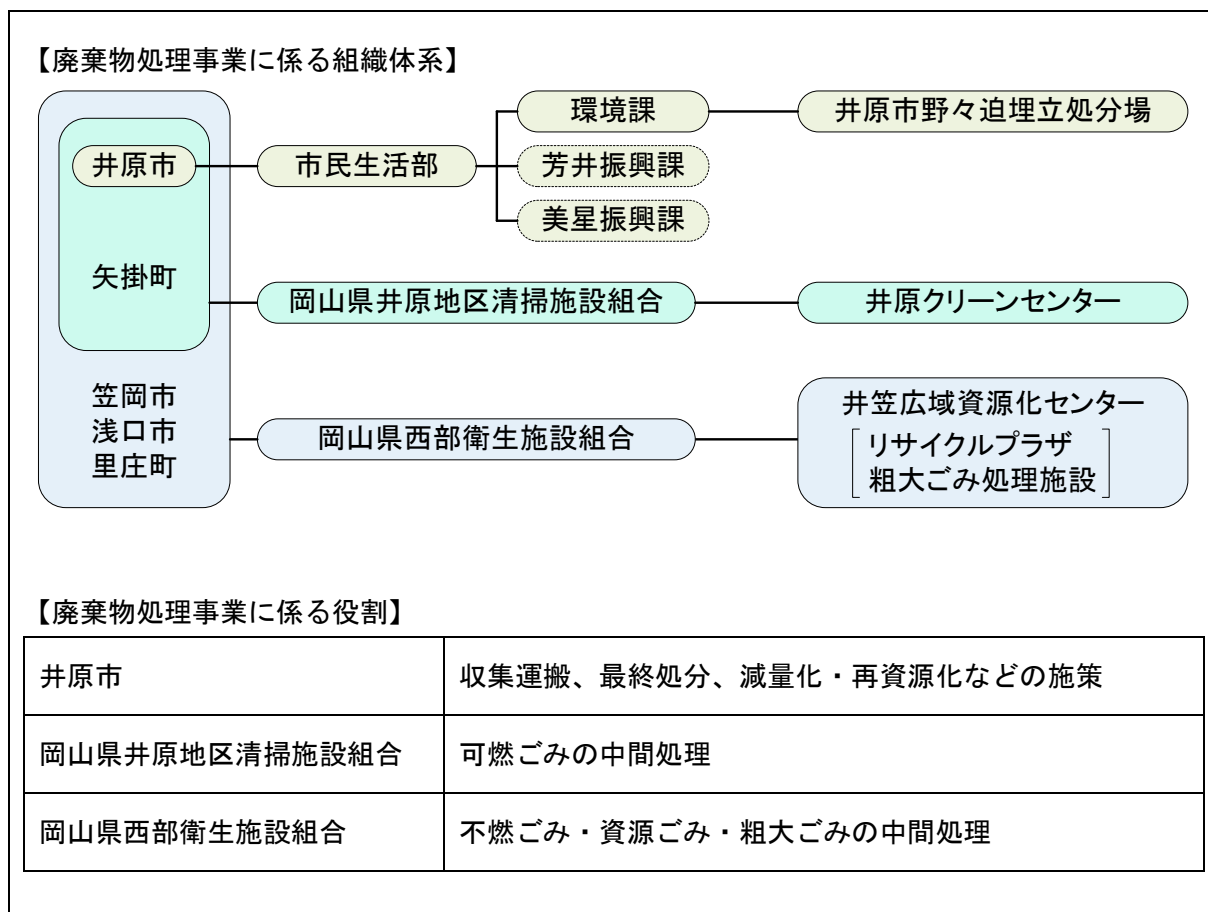 【廃棄物処理事業に係る組織体系】
環境課
井原市野々迫埋立処分場
井原市
市民生活部
芳井振興課
美星振興課
矢掛町
岡山県井原地区清掃施設組合
井原クリーンセンター
笠岡市
浅口市
里庄町
岡山県西部衛生施設組合
井笠広域資源化センター
リサイクルプラザ
粗大ごみ処理施設
【廃棄物処理事業に係る役割】
井原市
収集運搬、最終処分、減量化・再資源化などの施策
岡山県井原地区清掃施設組合
可燃ごみの中間処理
岡山県西部衛生施設組合
不燃ごみ・資源ごみ・粗大ごみの中間処理